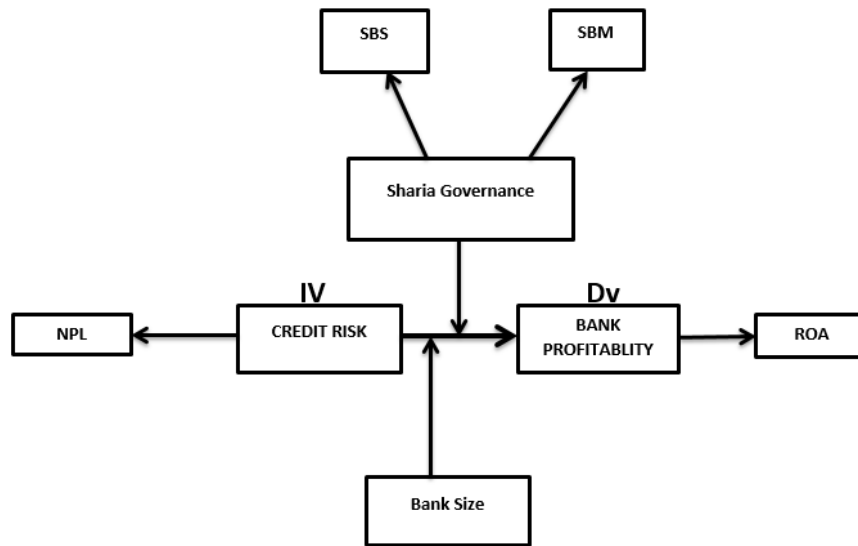 SBS
SBM
Sharia Governance
IV
Dv
NPL
CREDIT RISK
BANK
PROFITABLITY
ROA
Bank Size